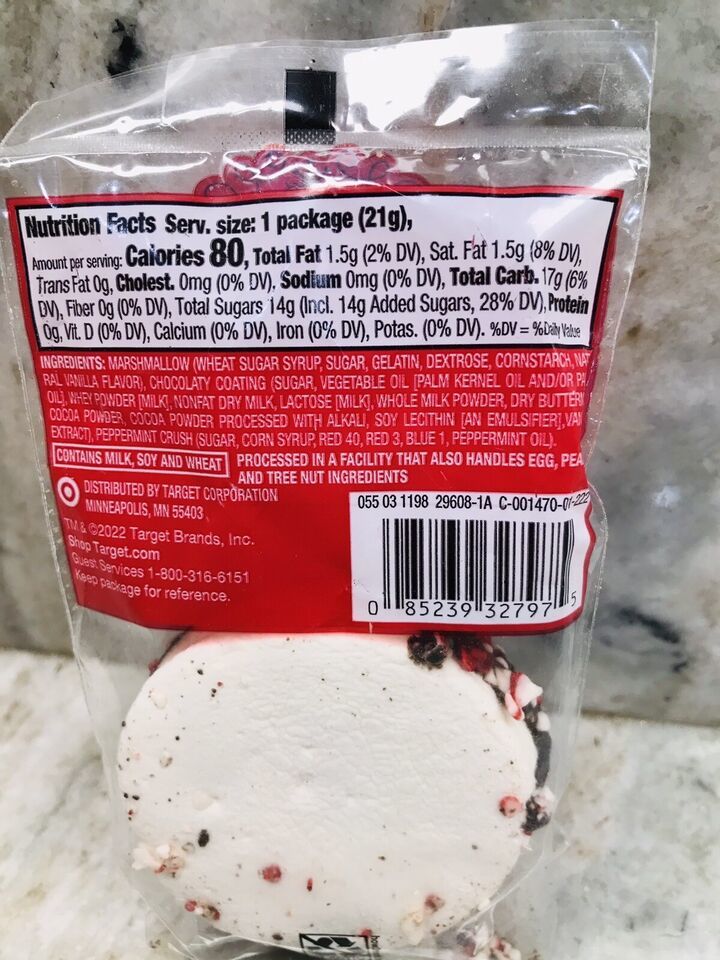 Nutrition Facts Serv. size: 1 package (21g),
Amount per serving: Calories 80, Total Fat 1.5g (2% DV), Sat. Fat 1.5g (8% DV),
Trans Fat 0g, Cholest. 0mg (0% DV), Sodium 0mg (0% DV), Total Carb. 17g (6%
DV), Fiber 0g (0% DV), Total Sugars 14g (Incl. 14g Added Sugars, 28% DV), Protein
0g, Vit. D (0% DV), Calcium (0% DV), Iron (0% DV), Potas. (0% DV). %DV = %Daily Value
INGREDIENTS: MARSHMALLOW (WHEAT SUGAR SYRUP, SUGAR, GELATIN, DEXTROSE, CORNSTARCH, NAT
RAL VANILLA FLAVOR), CHOCOLATY COATING (SUGAR, VEGETABLE OIL [PALM KERNEL OIL AND/OR PA
OIL], WHEY POWDER [MILK], NONFAT DRY MILK, LACTOSE [MILK], WHOLE MILK POWDER, DRY BUTTERM
COCOA POWDER, COCOA POWDER PROCESSED WITH ALKALI, SOY LECITHIN [AN EMULSIFIER], VAN
EXTRACT), PEPPERMINT CRUSH (SUGAR, CORN SYRUP, RED 40, RED 3, BLUE 1, PEPPERMINT OIL).
CONTAINS MILK, SOY AND WHEAT PROCESSED IN A FACILITY THAT ALSO HANDLES EGG, PEA
AND TREE NUT INGREDIENTS
DISTRIBUTED BY TARGET CORPORATION
MINNEAPOLIS, MN 55403
TM & ©2022 Target Brands, Inc.
Shop Target.com
Guest Services 1-800-316-6151
Keep package for reference.
055 03 1198 29608-1A C-001470-01-222
0 85239 32797 5